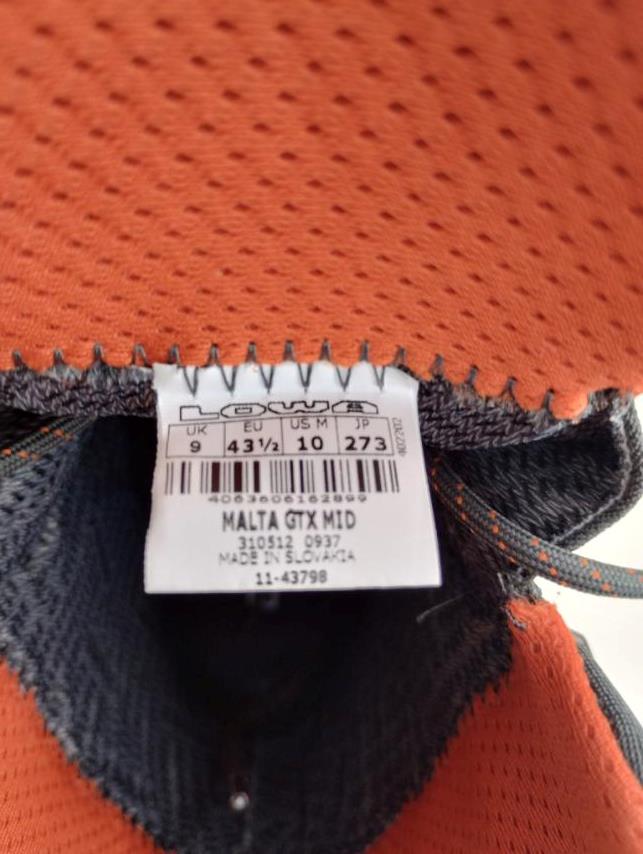 LOWA
UK EU US M JP
9 43½ 10 273
402202
4063606162899
MALTA GTX MID
310512 0937
MADE IN SLOVAKIA
11-43798